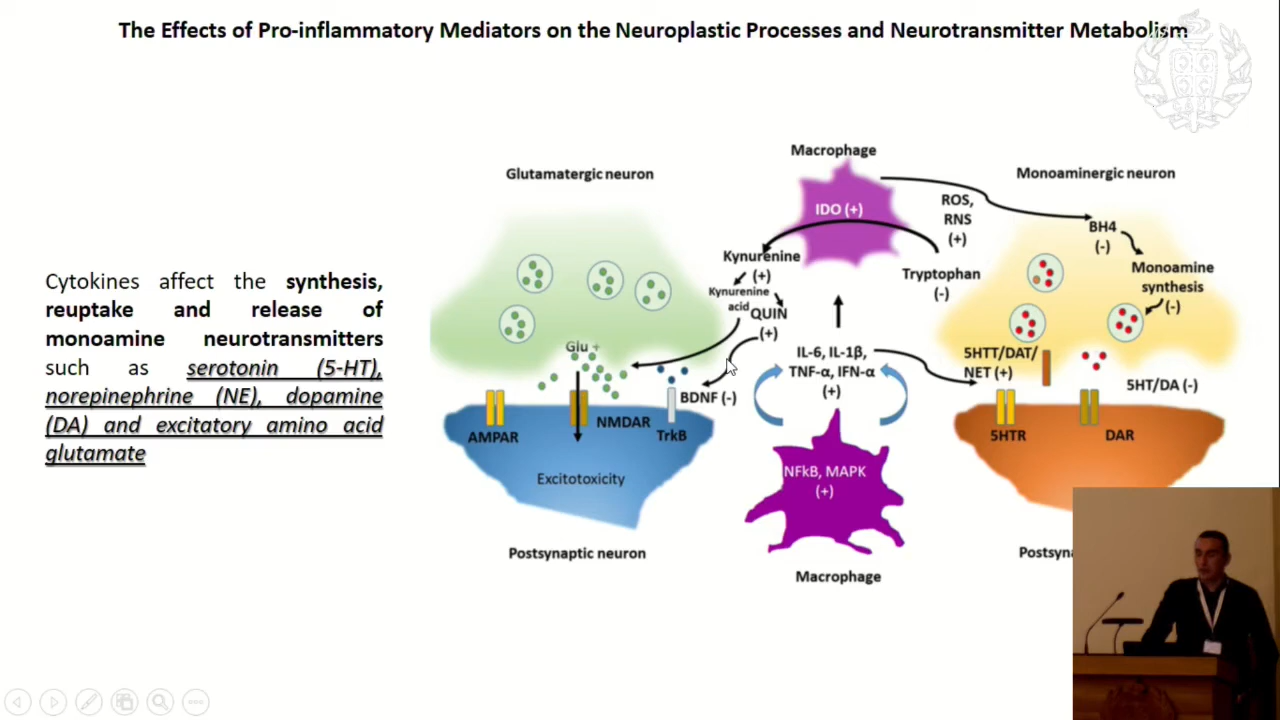 The Effects of Pro-inflammatory Mediators on the Neuroplastic Processes and Neurotransmitter Metabolism
Cytokines affect the synthesis,
reuptake and release of
monoamine neurotransmitters
such as serotonin (5-HT),
norepinephrine (NE), dopamine
(DA) and excitatory amino acid
glutamate
Glutamatergic neuron
Glu +
AMPAR
NMDAR
TrkB
Excitotoxicity
Postsynaptic neuron
Macrophage
IDO (+)
Kynurenine
(+)
Kynurenine
acid
QUIN
(+)
BDNF (-)
Tryptophan
(-)
ROS,
RNS
(+)
IL-6, IL-1β,
TNF-α, IFN-α
(+)
NFkB, MAPK
(+)
Macrophage
Monoaminergic neuron
BH4
(-)
Monoamine
synthesis
(-)
5HTT/DAT/
NET (+)
5HT/DA (-)
5HTR
DAR